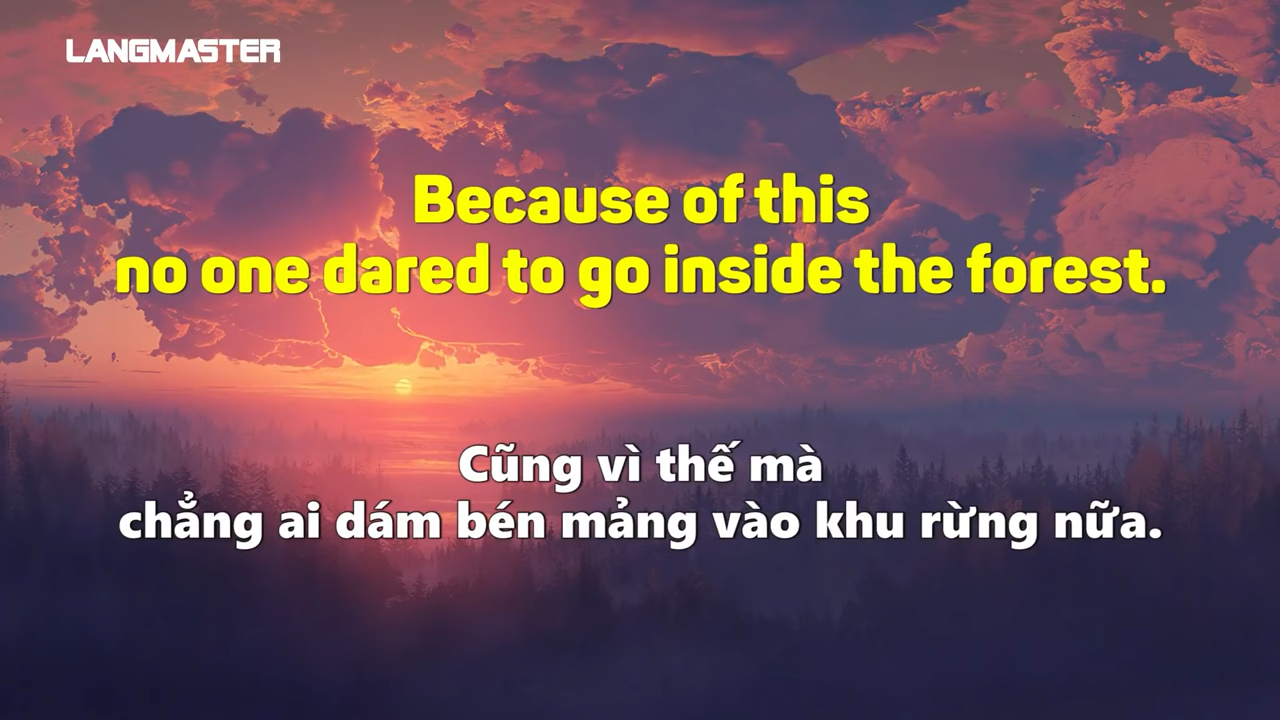 LANGMASTER
Because of this
no one dared to go inside the forest.
Cũng vì thế mà
chẳng ai dám bén mảng vào khu rừng nữa.